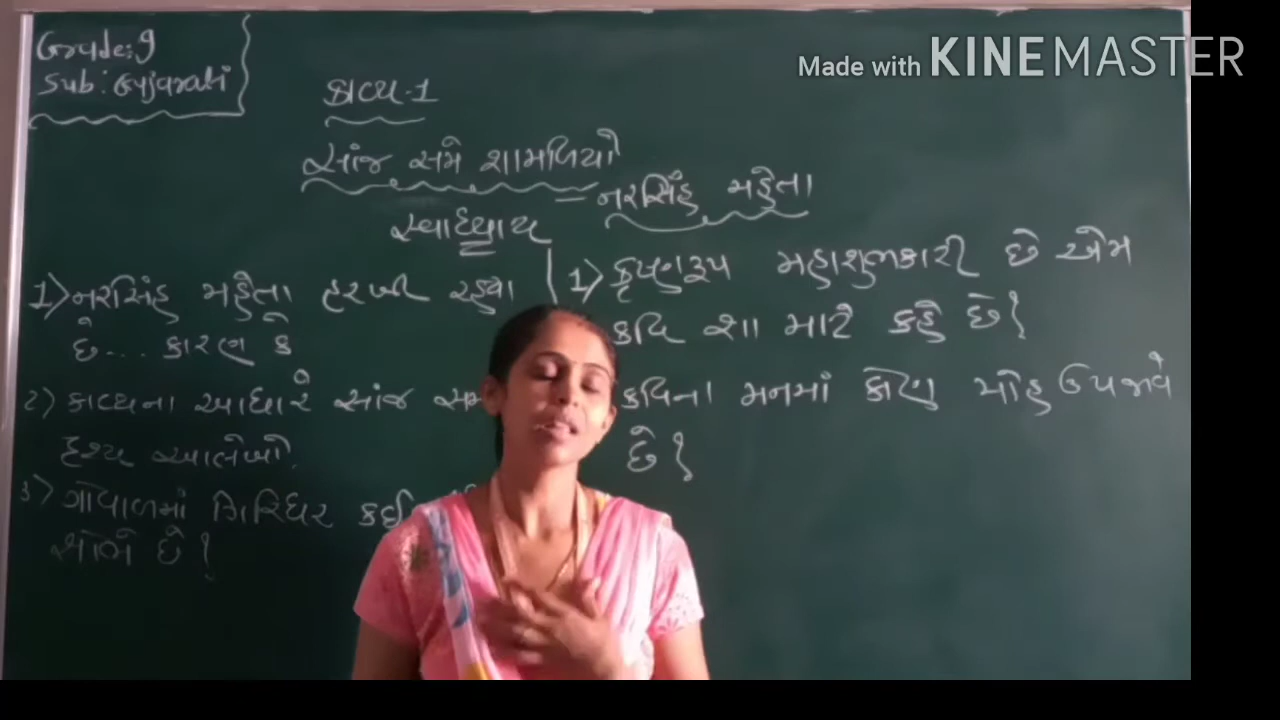 Made with KINEMASTER
Grade: 9
Sub: Gujarati
કાવ્ય-1
સાંજ સમે શામળિયો
— નરસિંહ મહેતા
સ્વાધ્યાય
1) નરસિંહ મહેતા હરખી રહ્યા
છે... કારણ કે
2) કાવ્યના આધારે સાંજ
દૃશ્ય આલેખો.
3) ગોવાળમાં ગિરિધર કઈ
શોભે છે?
1) કૃષ્ણરૂપ મહાશુભકારી છે એમ
કવિ શા માટે કહે છે?
કવિના મનમાં કોણ મોહ ઉપજાવે
છે?